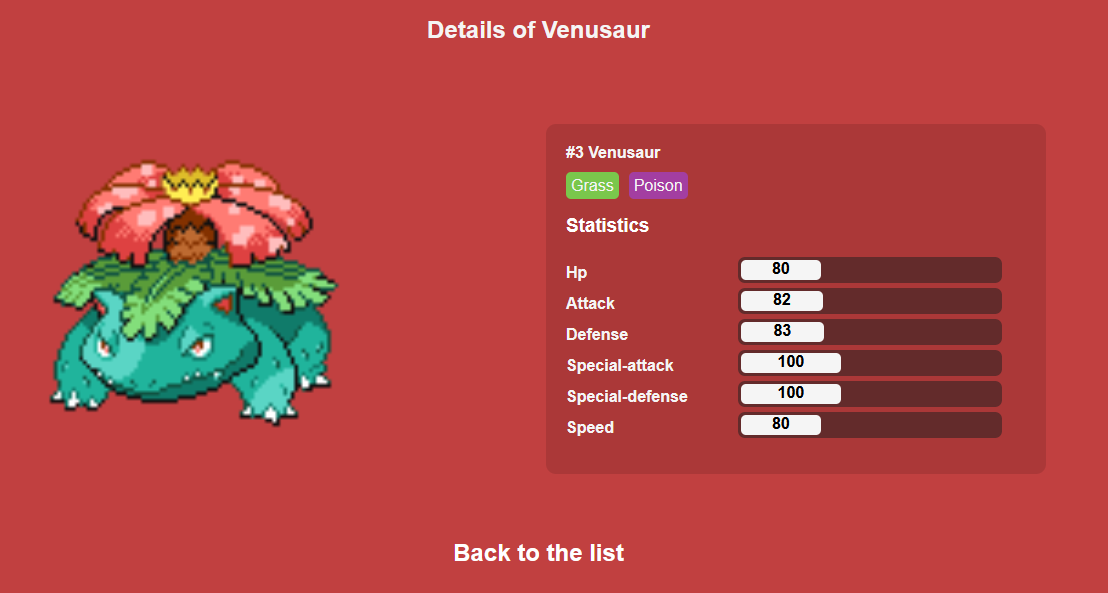 Details of Venusaur
#3 Venusaur
Grass Poison
Statistics
Hp 80
Attack 82
Defense 83
Special-attack 100
Special-defense 100
Speed 80
Back to the list